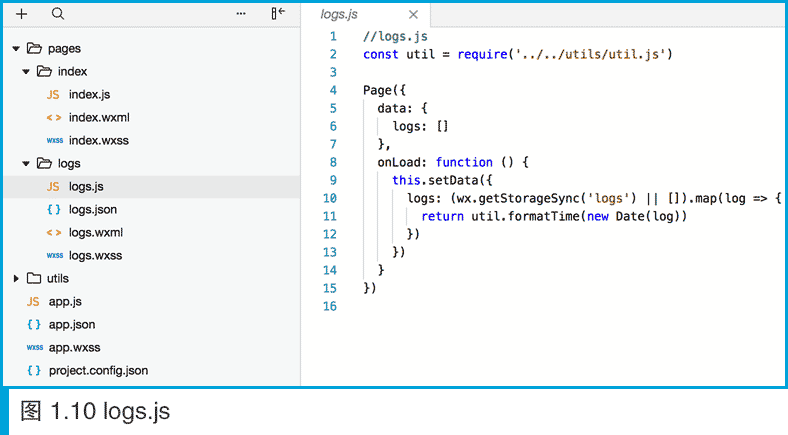 logs.js
pages
index
JS index.js
<> index.wxml
wxss index.wxss
logs
JS logs.js
{} logs.json
<> logs.wxml
wxss logs.wxss
utils
JS app.js
{} app.json
wxss app.wxss
{} project.config.json
1 //logs.js
2 const util = require('../../utils/util.js')
3
4 Page({
5 data: {
6 logs: []
7 },
8 onLoad: function () {
9 this.setData({
10 logs: (wx.getStorageSync('logs') || []).map(log => {
11 return util.formatTime(new Date(log))
12 })
13 })
14 }
15 })
16
图 1.10 logs.js